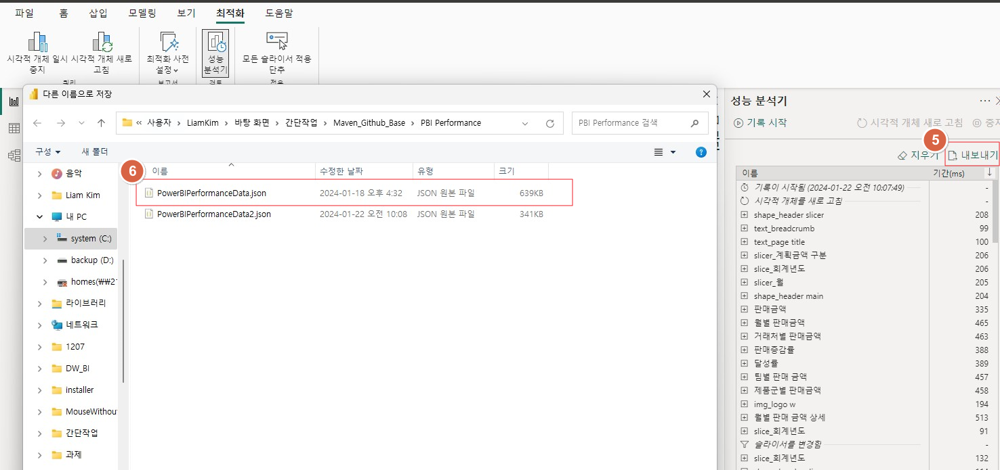 파일 홈 삽입 모델링 보기 최적화 도움말
시각적 개체 일시 중지
시각적 개체 새로 고침
최적화 사전 설정
성능 분석기
모든 슬라이서 적용 단추
다른 이름으로 저장
« 사용자 › LiamKim › 바탕 화면 › 간단작업 › Maven_Github_Base › PBI Performance
PBI Performance 검색
구성 새 폴더
6
이름 수정한 날짜 유형 크기
PowerBIPerformanceData.json 2024-01-18 오후 4:32 JSON 원본 파일 639KB
PowerBIPerformanceData2.json 2024-01-22 오전 10:08 JSON 원본 파일 341KB
음악
Liam Kim
내 PC
system (C:)
backup (D:)
homes(₩₩2
라이브러리
네트워크
1207
DW_BI
installer
MouseWithou
간단작업
과제
성능 분석기
기록 시작 시각적 개체 새로 고침 중지
5
지우기 내보내기
이름 기간(ms)
기록이 시작됨 (2024-01-22 오전 10:07:49) -
시각적 개체를 새로 고침 -
shape_header slicer 208
text_breadcrumb 99
text_page title 100
slicer_계획금액 구분 206
slice_회계년도 206
slicer_월 205
shape_header main 204
판매금액 335
월별 판매금액 465
거래처별 판매금액 463
판매증감률 388
달성률 389
팀별 판매 금액 457
제품군별 판매금액 458
img_logo w 194
월별 판매 금액 상세 513
slice_회계년도 91
슬라이서를 변경함 -
slice_회계년도 132